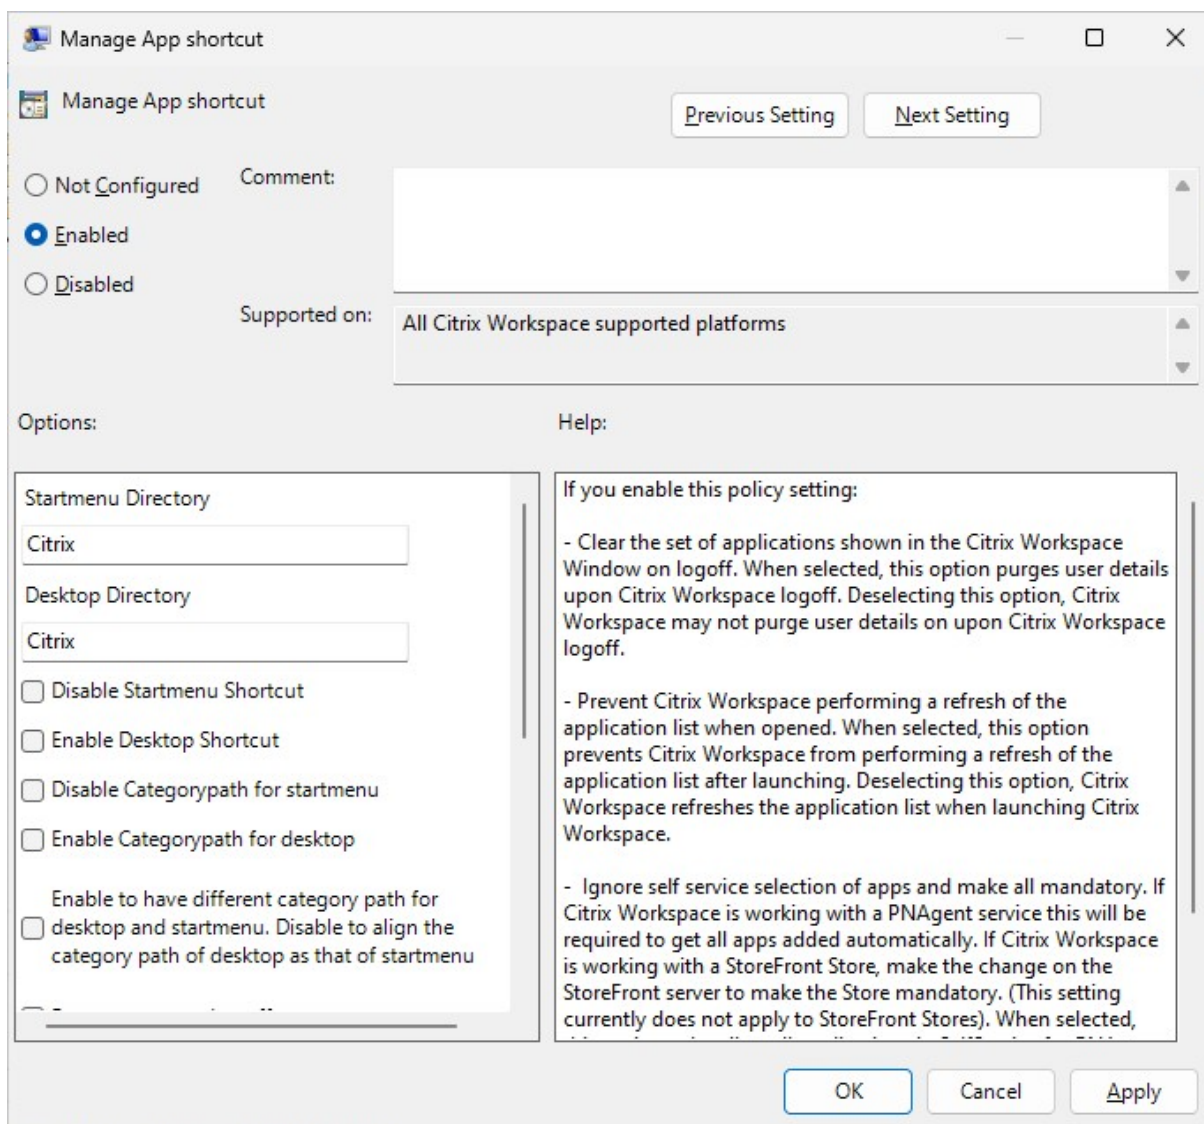 Manage App shortcut
Manage App shortcut
Previous Setting
Next Setting
Not Configured
Comment:
Enabled
Disabled
Supported on:
All Citrix Workspace supported platforms
Options:
Help:
Startmenu Directory
Citrix
Desktop Directory
Citrix
Disable Startmenu Shortcut
Enable Desktop Shortcut
Disable Categorypath for startmenu
Enable Categorypath for desktop
Enable to have different category path for
desktop and startmenu. Disable to align the
category path of desktop as that of startmenu
If you enable this policy setting:
- Clear the set of applications shown in the Citrix Workspace
Window on logoff. When selected, this option purges user details
upon Citrix Workspace logoff. Deselecting this option, Citrix
Workspace may not purge user details on upon Citrix Workspace
logoff.
- Prevent Citrix Workspace performing a refresh of the
application list when opened. When selected, this option
prevents Citrix Workspace from performing a refresh of the
application list after launching. Deselecting this option, Citrix
Workspace refreshes the application list when launching Citrix
Workspace.
- Ignore self service selection of apps and make all mandatory. If
Citrix Workspace is working with a PNAgent service this will be
required to get all apps added automatically. If Citrix Workspace
is working with a StoreFront Store, make the change on the
StoreFront server to make the Store mandatory. (This setting
currently does not apply to StoreFront Stores). When selected,
OK
Cancel
Apply